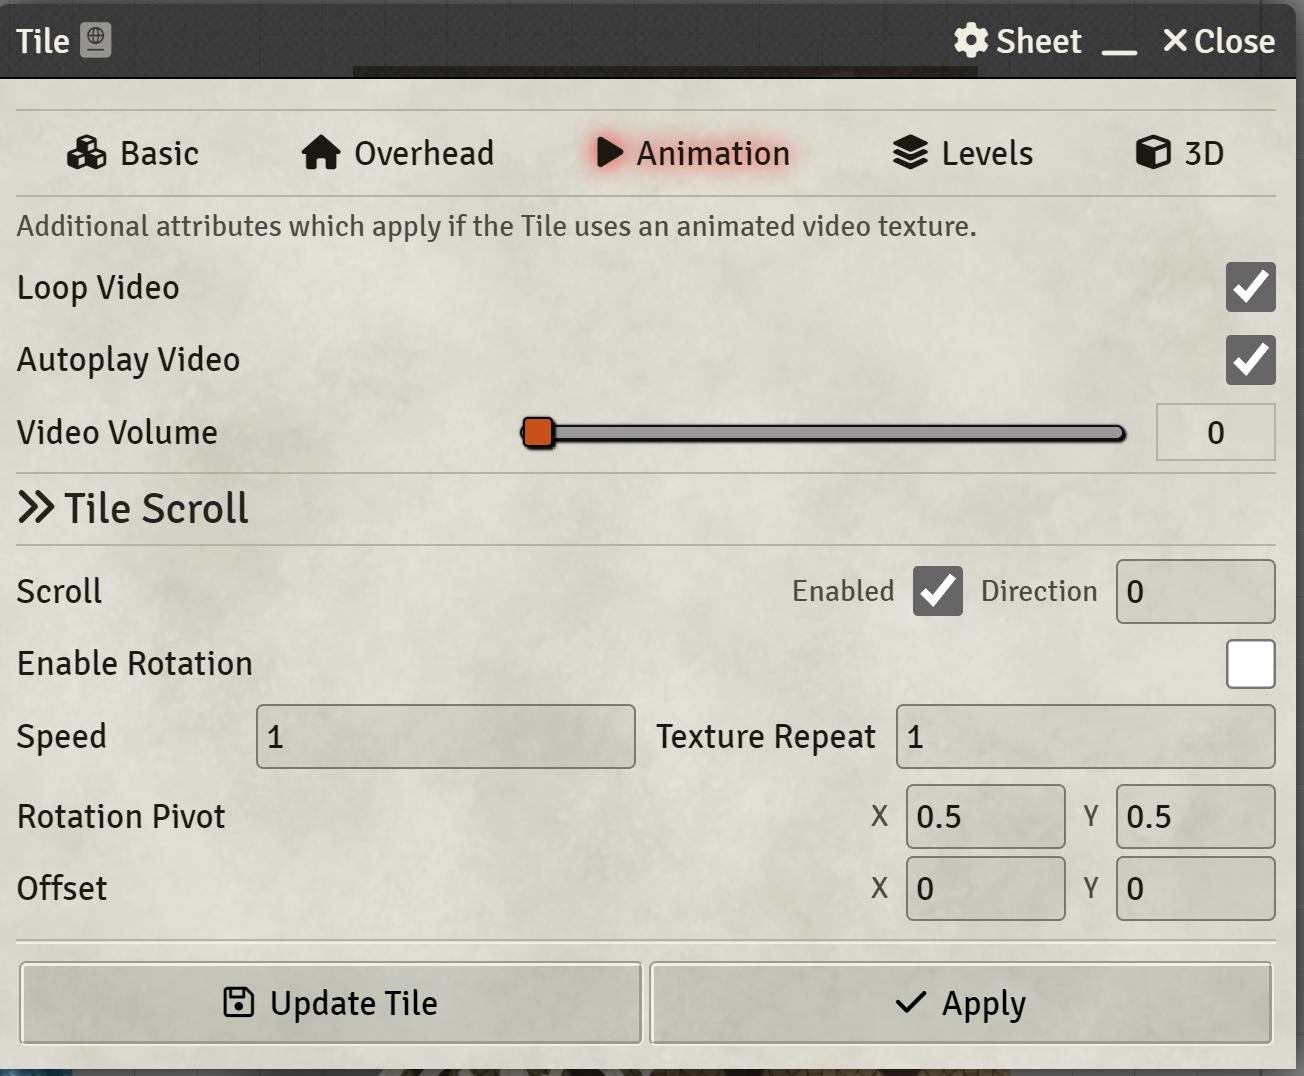 Tile Sheet Close
Basic Overhead Animation Levels 3D
Additional attributes which apply if the Tile uses an animated video texture.
Loop Video
Autoplay Video
Video Volume 0
Tile Scroll
Scroll Enabled Direction 0
Enable Rotation
Speed 1 Texture Repeat 1
Rotation Pivot X 0.5 Y 0.5
Offset X 0 Y 0
Update Tile Apply